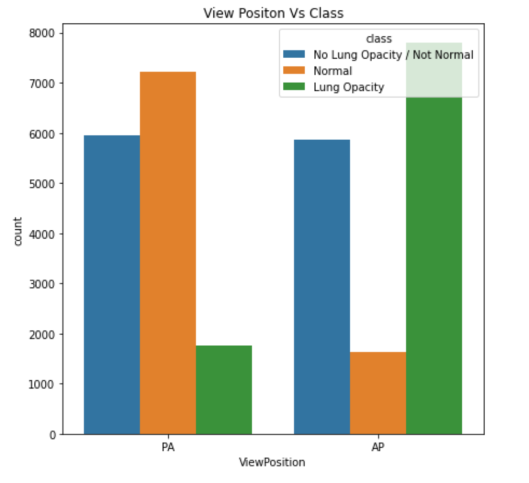 View Positon Vs Class
class
No Lung Opacity / Not Normal
Normal
Lung Opacity
8000
7000
6000
5000
4000
3000
2000
1000
0
count
PA
AP
ViewPosition